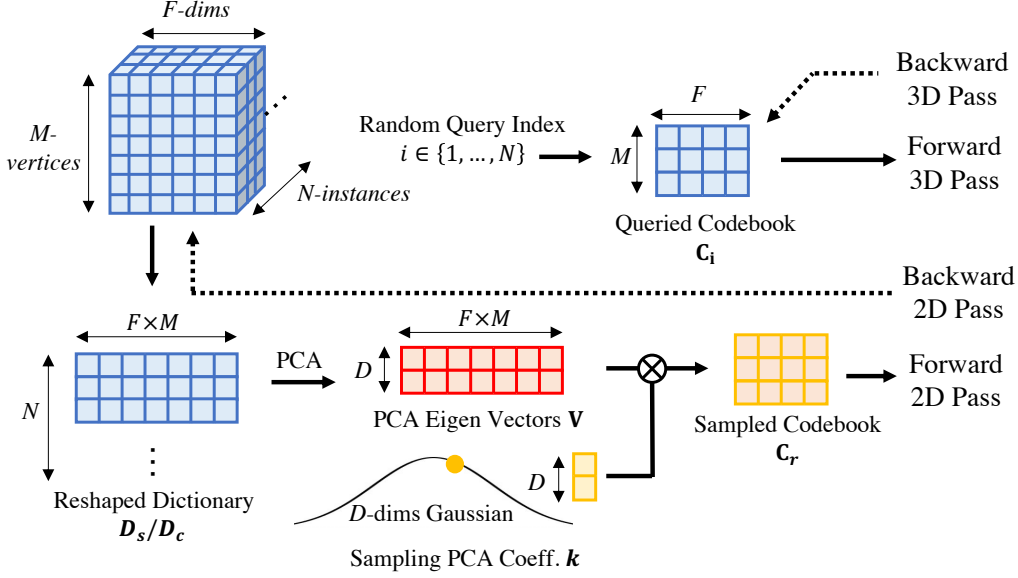 F-dims
M-
vertices
N-instances
Random Query Index
i ∈ {1, … , N}
F
M
Queried Codebook
C_i
Backward
3D Pass
Forward
3D Pass
Backward
2D Pass
F×M
N
Reshaped Dictionary
D_s/D_c
PCA
F×M
D
PCA Eigen Vectors V
D
D-dims Gaussian
Sampling PCA Coeff. k
Sampled Codebook
C_r
Forward
2D Pass